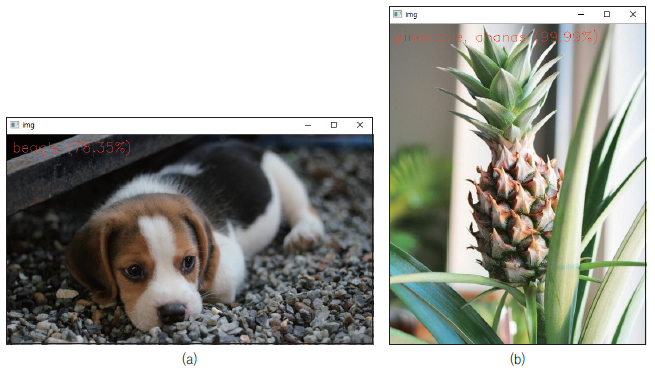 img
beagle (78.35%)
(a)
img
pineapple, ananas (99.99%)
(b)